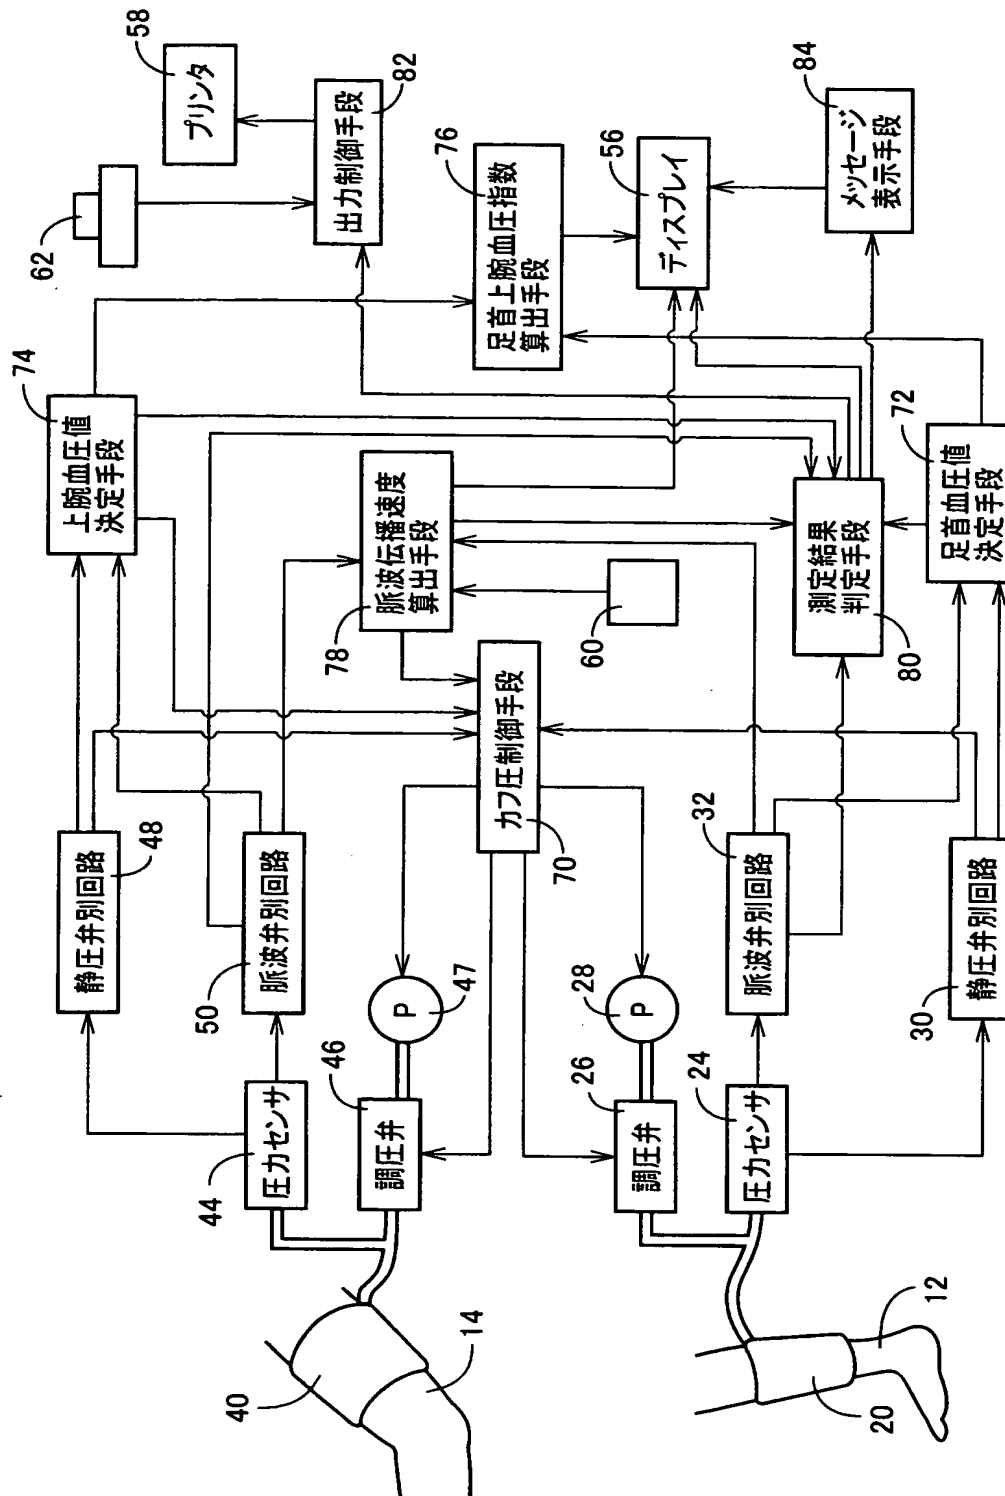 58
プリンタ
62
82
出力制御手段
76
足首上腕血圧指数
算出手段
56
ディスプレイ
84
メッセージ
表示手段
74
上腕血圧値
決定手段
78
脈波伝播速度
算出手段
60
72
足首血圧値
決定手段
80
測定結果
判定手段
48
静圧弁別回路
50
脈波弁別回路
70
カフ圧制御手段
32
脈波弁別回路
30
静圧弁別回路
P
47
P
28
44
圧力センサ
46
調圧弁
26
調圧弁
24
圧力センサ
40
14
20
12